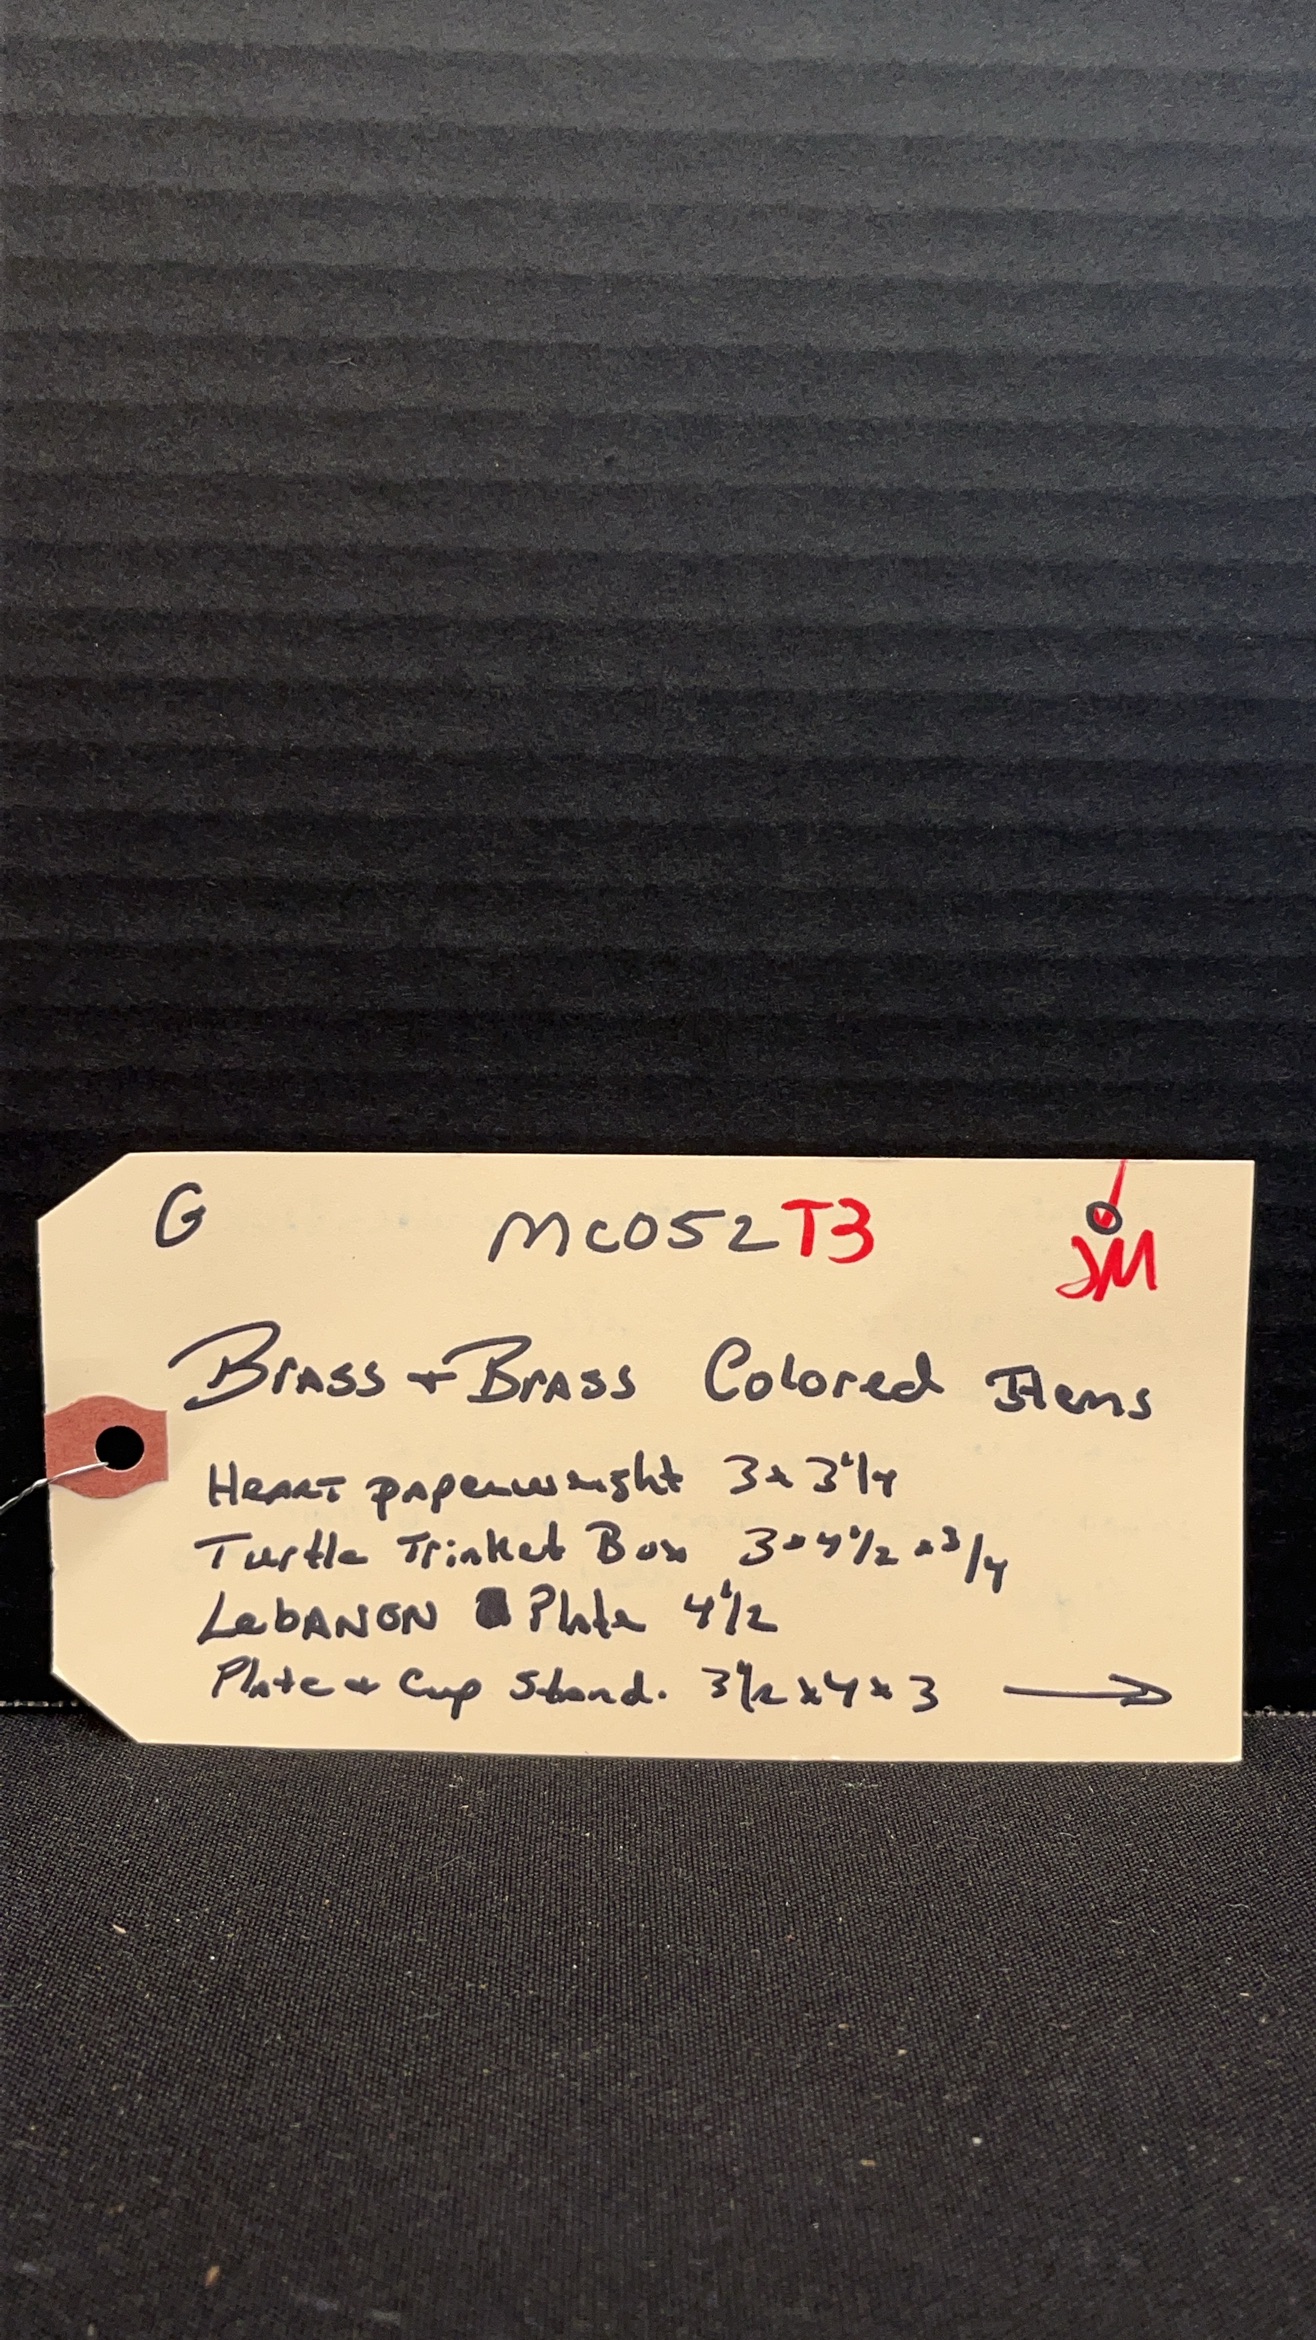 G MC052T3 JM
Brass + Brass Colored Items
Heart paperweight 3 x 3 1/4
Turtle Trinket Box 3 x 4 1/2 x 3/4
Lebanon Plate 4 1/2
Plate + Cup Stand. 3 1/2 x 4 x 3 →